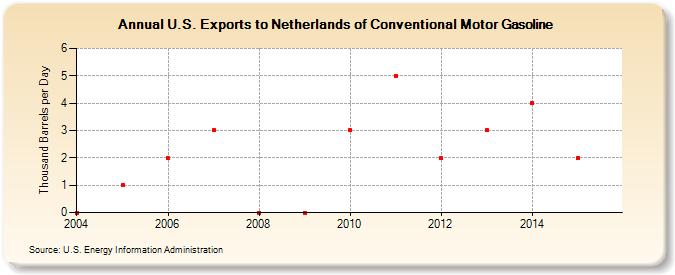 Annual U.S. Exports to Netherlands of Conventional Motor Gasoline
Thousand Barrels per Day
6
5
4
3
2
1
0
2004 2006 2008 2010 2012 2014
Source: U.S. Energy Information Administration